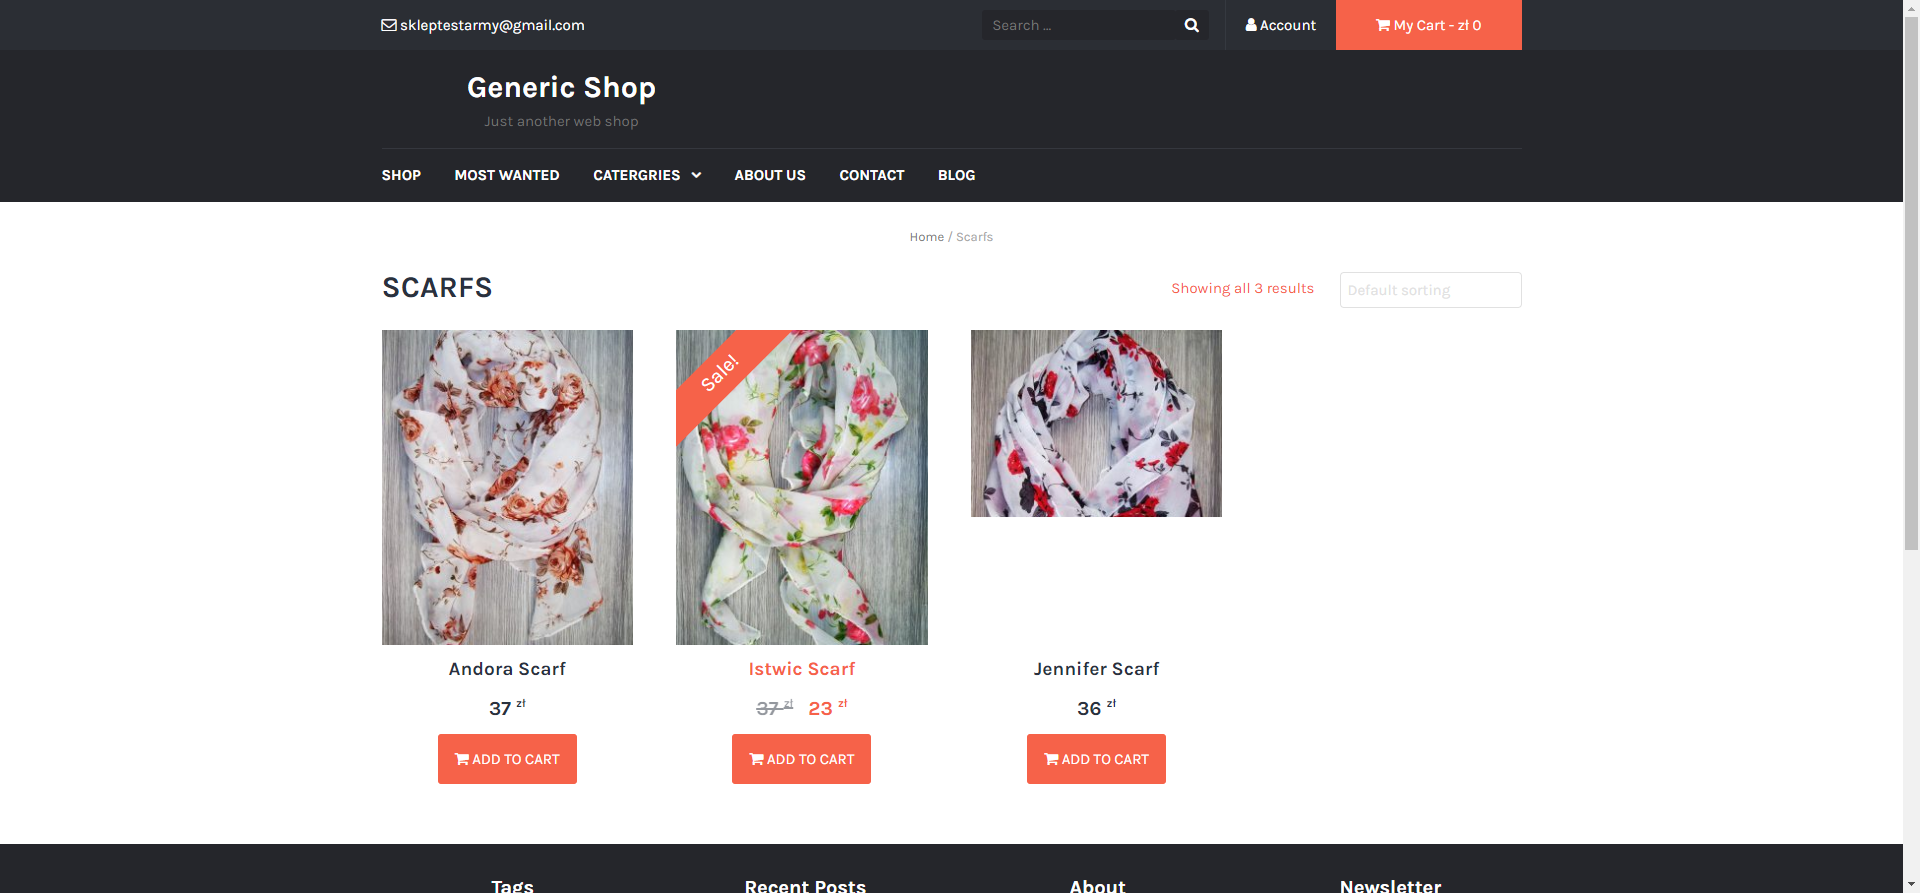 skleptestarmy@gmail.com
Search ...
Account
My Cart - zł 0
Generic Shop
Just another web shop
SHOP MOST WANTED CATERGRIES ABOUT US CONTACT BLOG
Home / Scarfs
SCARFS
Showing all 3 results
Default sorting
Sale!
Andora Scarf
37 zł
ADD TO CART
Istwic Scarf
37 zł 23 zł
ADD TO CART
Jennifer Scarf
36 zł
ADD TO CART
Tags
Recent Posts
About
Newsletter